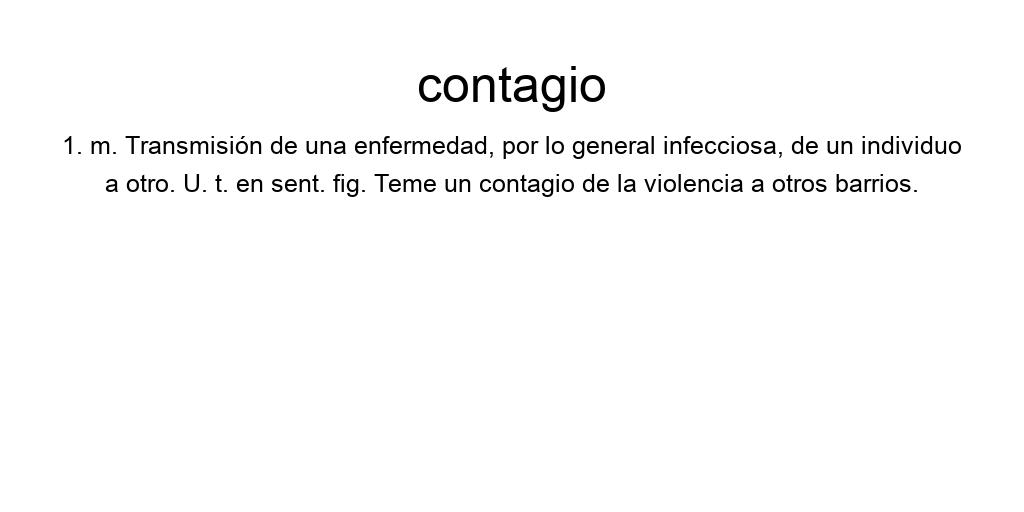 contagio
1. m. Transmisión de una enfermedad, por lo general infecciosa, de un individuo
a otro. U. t. en sent. fig. Teme un contagio de la violencia a otros barrios.